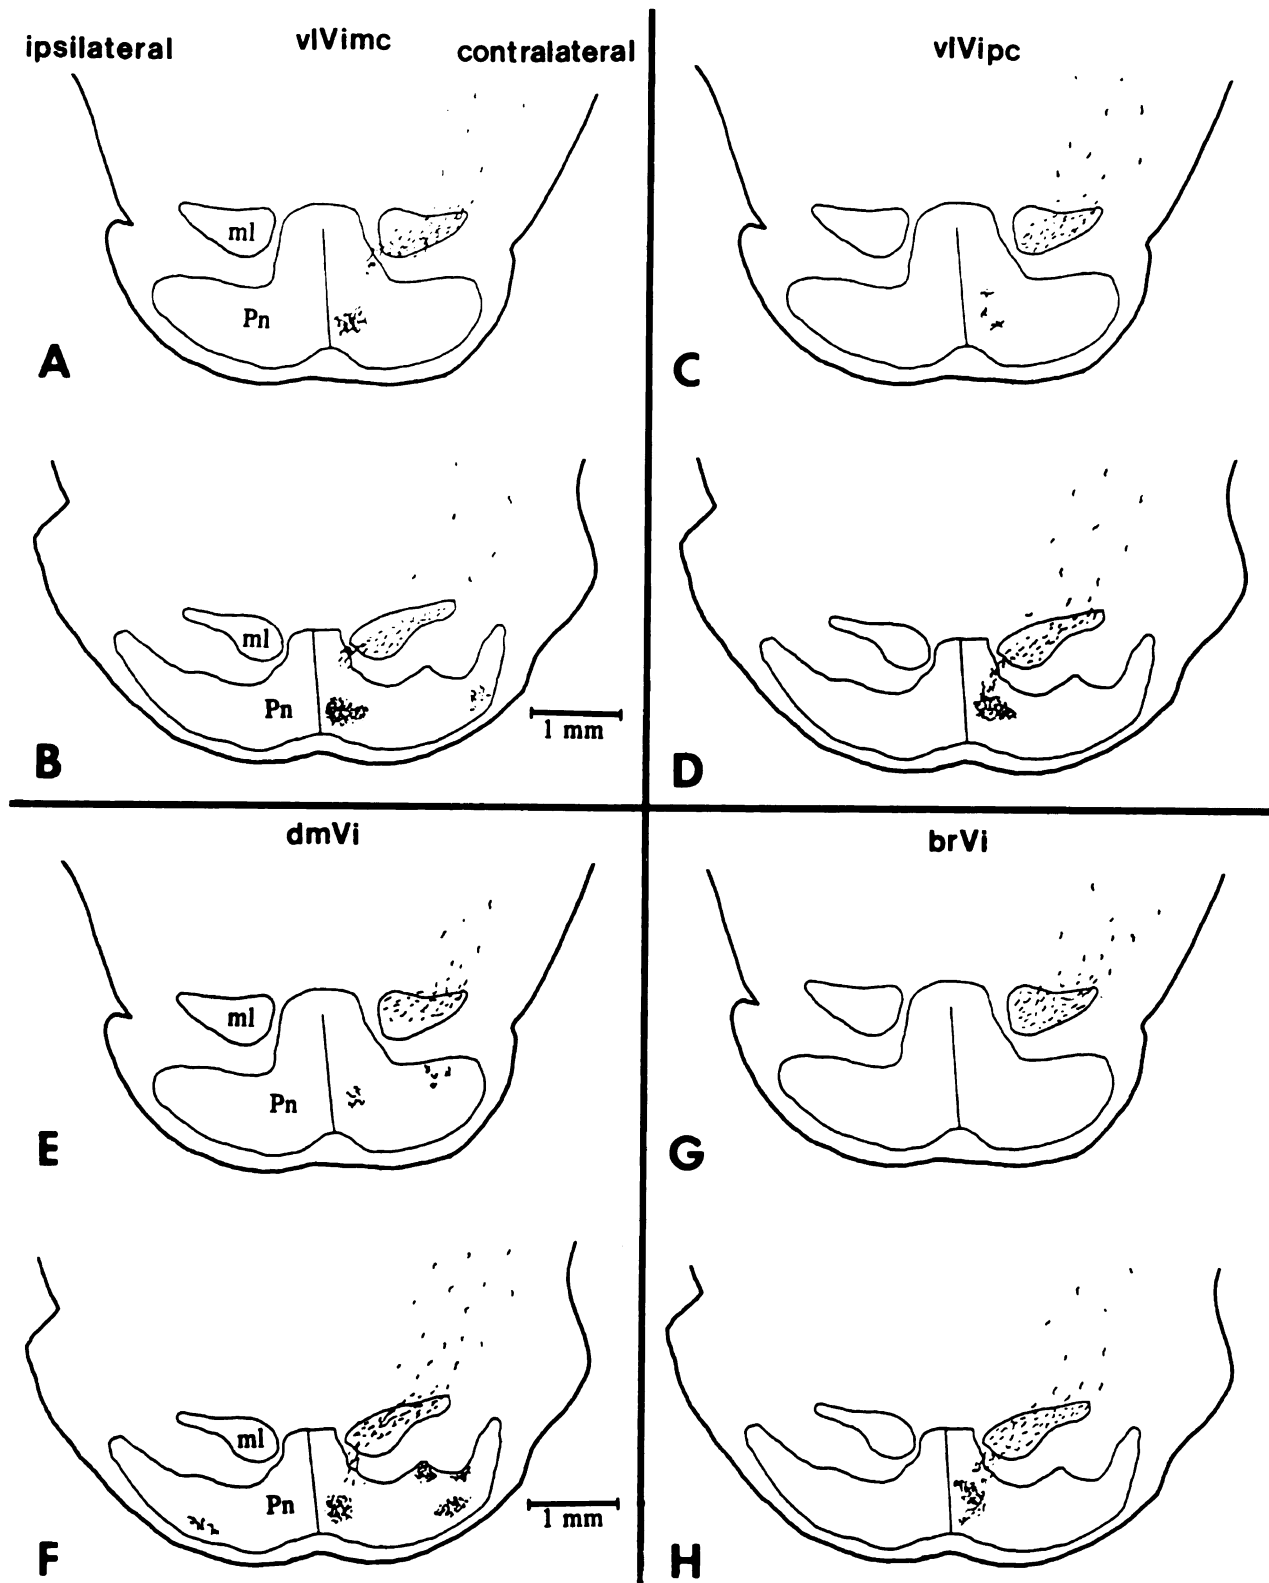 ipsilateral
vlVimc
contralateral
vlVipc
ml
Pn
A
C
ml
Pn
1 mm
B
D
dmVi
brVi
ml
Pn
E
G
ml
Pn
1 mm
F
H